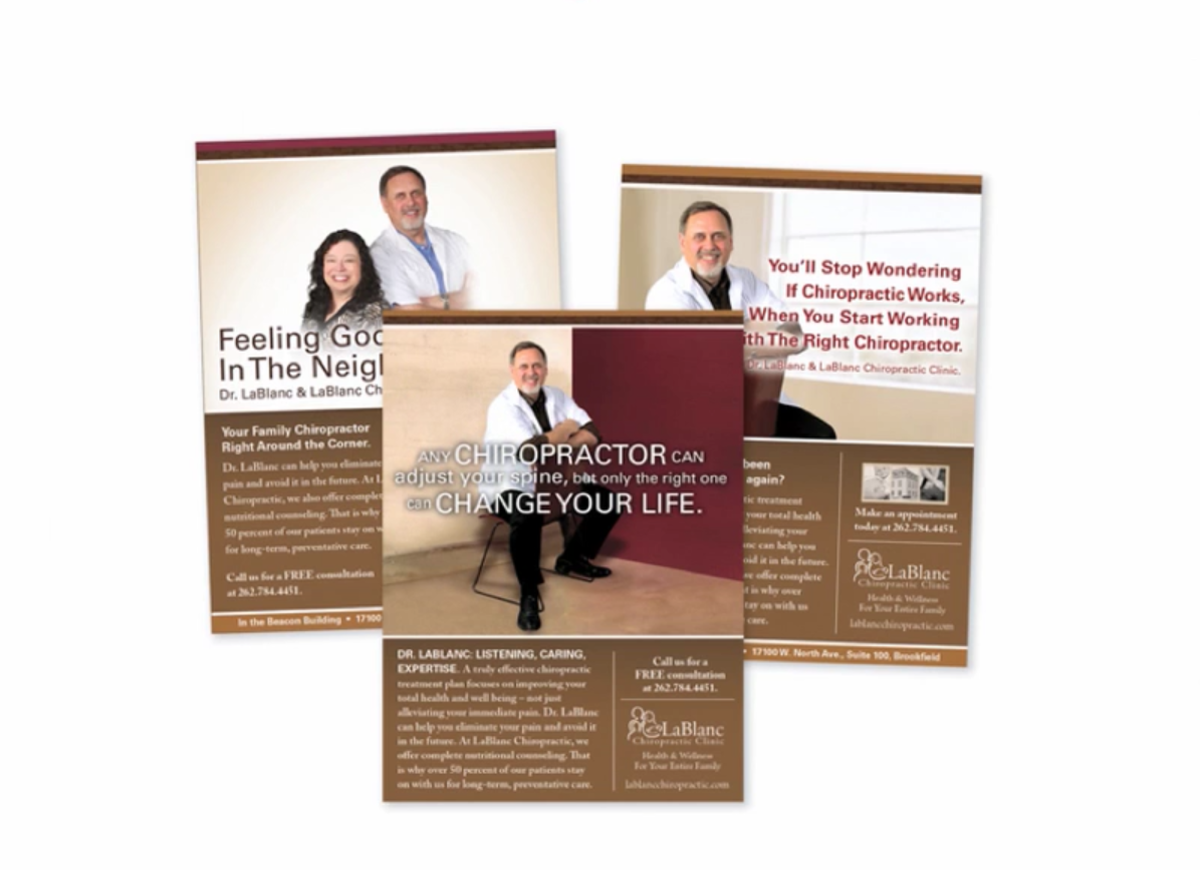 Feeling Goo
In The Neigl
Dr. LaBlanc & LaBlanc Ch
Your Family Chiropractor
Right Around the Corner.
Dr. LaBlanc can help you eliminate
pain and avoid it in the future. At L
Chiropractic, we also offer complet
nutritional counseling. That is why
50 percent of our patients stay on w
for long-term, preventative care.
Call us for a FREE consultation
at 262.784.4451.
In the Beacon Building • 17100
ANY CHIROPRACTOR CAN
adjust your spine, but only the right one
can CHANGE YOUR LIFE.
DR. LABLANC: LISTENING, CARING,
EXPERTISE. A truly effective chiropractic
treatment plan focuses on improving your
total health and well being – not just
alleviating your immediate pain. Dr. LaBlanc
can help you eliminate your pain and avoid it
in the future. At LaBlanc Chiropractic, we
offer complete nutritional counseling. That
is why over 50 percent of our patients stay
on with us for long-term, preventative care.
Call us for a
FREE consultation
at 262.784.4451.
LaBlanc
Chiropractic Clinic
Health & Wellness
For Your Entire Family
lablancchiropractic.com
You'll Stop Wondering
If Chiropractic Works,
When You Start Working
ith The Right Chiropractor.
Dr. LaBlanc & LaBlanc Chiropractic Clinic.
been
again?
tic treatment
your total health
lleviating your
nc can help you
oid it in the future.
we offer complete
t is why over
tay on with us
care.
Make an appointment
today at 262.784.4451.
LaBlanc
Chiropractic Clinic
Health & Wellness
For Your Entire Family
lablancchiropractic.com
• 17100 W. North Ave., Suite 100, Brookfield